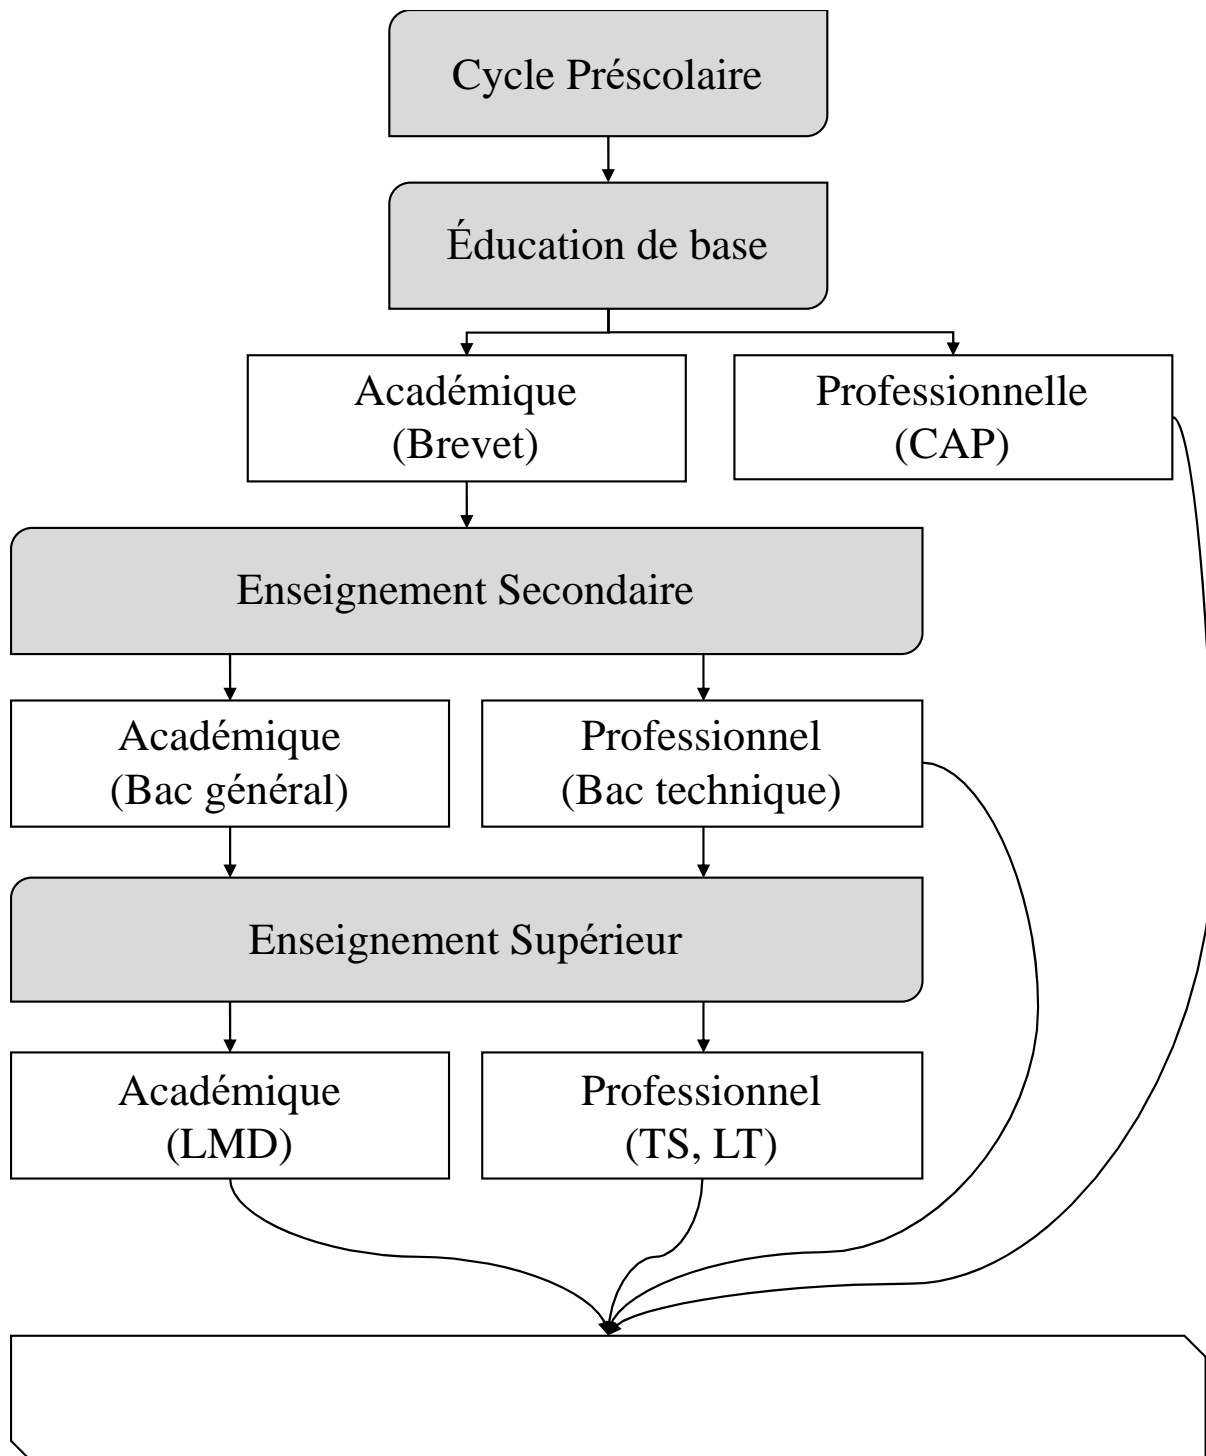 Cycle Préscolaire
Éducation de base
Académique
(Brevet)
Professionnelle
(CAP)
Enseignement Secondaire
Académique
(Bac général)
Professionnel
(Bac technique)
Enseignement Supérieur
Académique
(LMD)
Professionnel
(TS, LT)